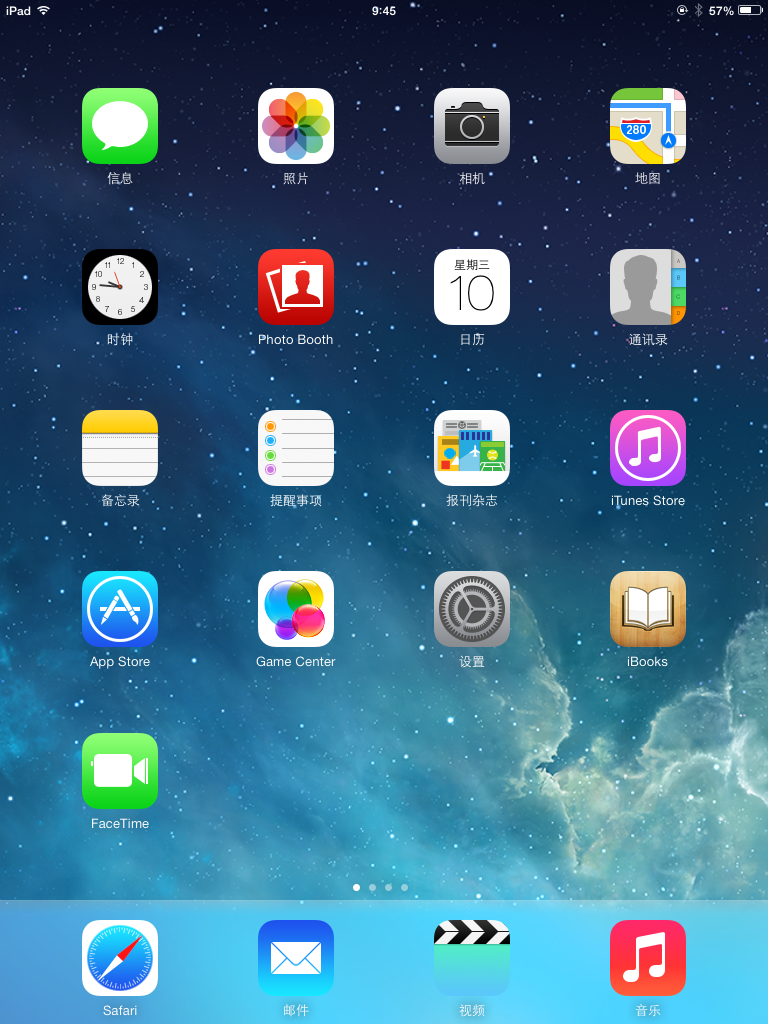 iPad 9:45 57%
280
信息 照片 相机 地图
12
11 1
10 2
9 3
8 4
7 5
6
星期三
10
A
B
C
D
时钟 Photo Booth 日历 通讯录
备忘录 提醒事项 报刊杂志 iTunes Store
App Store Game Center 设置 iBooks
FaceTime
Safari 邮件 视频 音乐